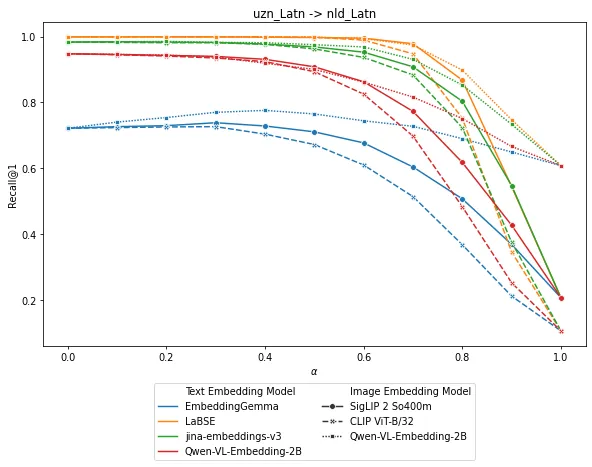 uzn_Latn -> nld_Latn
1.0
0.8
0.6
0.4
0.2
Recall@1
0.0 0.2 0.4 0.6 0.8 1.0
α
Text Embedding Model Image Embedding Model
EmbeddingGemma SigLIP 2 So400m
LaBSE CLIP ViT-B/32
jina-embeddings-v3 Qwen-VL-Embedding-2B
Qwen-VL-Embedding-2B